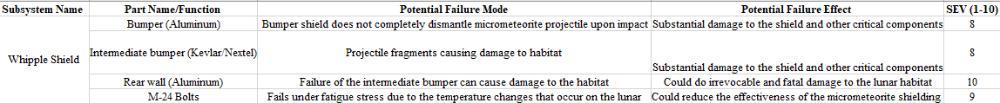 Subsystem Name Part Name/Function Potential Failure Mode Potential Failure Effect SEV (1-10)
Bumper (Aluminum) Bumper shield does not completely dismantle micrometeorite projectile upon impact Substantial damage to the shield and other critical components 8
Whipple Shield Intermediate bumper (Kevlar/Nextel) Projectile fragments causing damage to habitat Substantial damage to the shield and other critical components 8
Rear wall (Aluminum) Failure of the intermediate bumper can cause damage to the habitat Could do irrevocable and fatal damage to the lunar habitat 10
M-24 Bolts Fails under fatigue stress due to the temperature changes that occur on the lunar Could reduce the effectiveness of the micrometeorite shielding 9